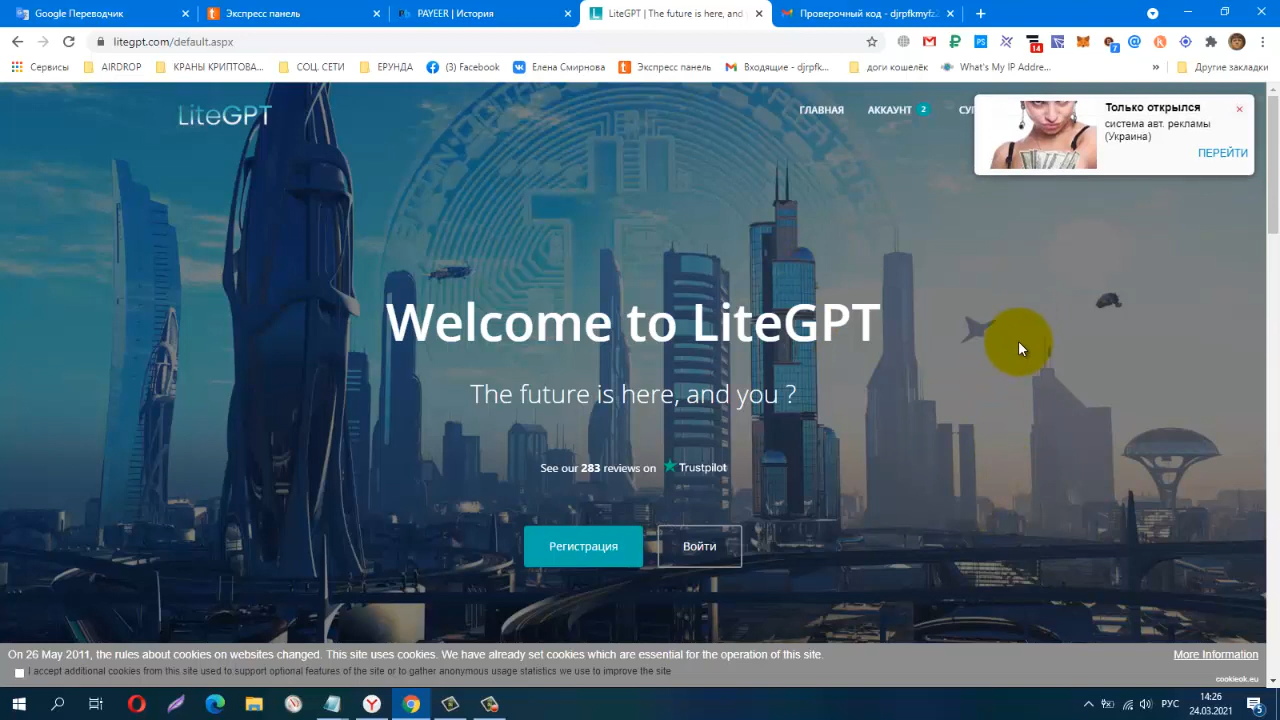 Google Переводчик
Экспресс панель
PAYEER | История
LiteGPT | The future is here, and
Проверочный код - djrpfkmyfz2
litegpt.com/default.aspx
14
7
Сервисы
AIRDROP
КРАНЫ КРИПТОВА...
СОЦ. СЕТИ
ЕРУНДА
(3) Facebook
Елена Смирнова
Экспресс панель
Входящие - djrpfk...
доги кошелёк
What's My IP Addre...
»
Другие закладки
LiteGPT
ГЛАВНАЯ
АККАУНТ 2
Только открылся
система авт. рекламы
(Украина)
ПЕРЕЙТИ
Welcome to LiteGPT
The future is here, and you ?
See our 283 reviews on Trustpilot
Регистрация
Войти
On 26 May 2011, the rules about cookies on websites changed. This site uses cookies. We have already set cookies which are essential for the operation of this site.
More Information
I accept additional cookies from this site used to support optional features of the site or to gather anonymous usage statistics we use to improve the site
cookieok.eu
РУС
14:26
24.03.2021